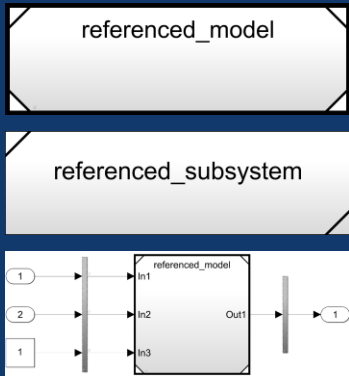 referenced_model
referenced_subsystem
referenced_model
1
In1
2
In2
Out1
1
1
In3